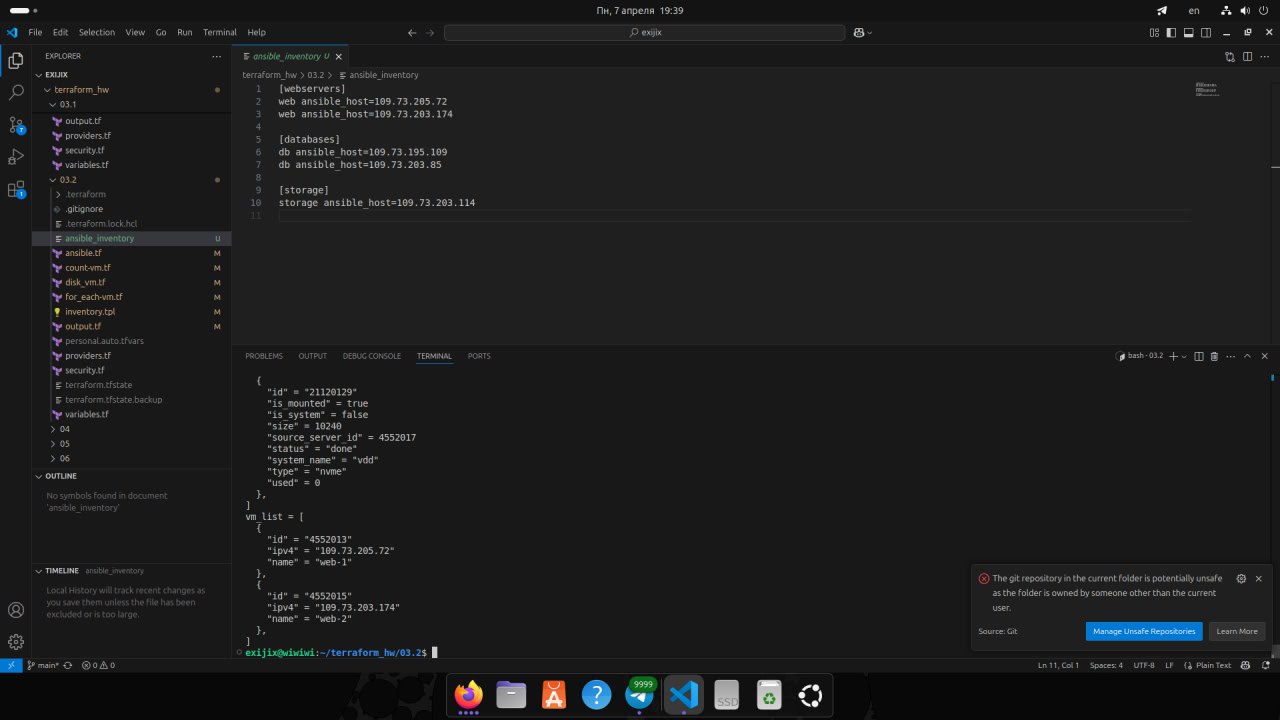 Пн, 7 апреля 19:39
en
File Edit Selection View Go Run Terminal Help
exijix
EXPLORER
EXIJIX
terraform_hw
03.1
output.tf
providers.tf
security.tf
variables.tf
03.2
.terraform
.gitignore
.terraform.lock.hcl
ansible_inventory U
ansible.tf M
count-vm.tf M
disk_vm.tf M
for_each-vm.tf M
inventory.tpl M
output.tf M
personal.auto.tfvars
providers.tf
security.tf
terraform.tfstate
terraform.tfstate.backup
variables.tf
04
05
06
OUTLINE
No symbols found in document
'ansible_inventory'
TIMELINE ansible_inventory
Local History will track recent changes as
you save them unless the file has been
excluded or is too large.
7
1
ansible_inventory U
terraform_hw > 03.2 > ansible_inventory
1 [webservers]
2 web ansible_host=109.73.205.72
3 web ansible_host=109.73.203.174
4
5 [databases]
6 db ansible_host=109.73.195.109
7 db ansible_host=109.73.203.85
8
9 [storage]
10 storage ansible_host=109.73.203.114
11
PROBLEMS OUTPUT DEBUG CONSOLE TERMINAL PORTS
bash - 03.2
{
"id" = "21120129"
"is_mounted" = true
"is_system" = false
"size" = 10240
"source_server_id" = 4552017
"status" = "done"
"system_name" = "vdd"
"type" = "nvme"
"used" = 0
},
]
vm_list = [
{
"id" = "4552013"
"ipv4" = "109.73.205.72"
"name" = "web-1"
},
{
"id" = "4552015"
"ipv4" = "109.73.203.174"
"name" = "web-2"
},
]
exijix@wiwiwi:~/terraform_hw/03.2$
The git repository in the current folder is potentially unsafe
as the folder is owned by someone other than the current
user.
Source: Git
Manage Unsafe Repositories
Learn More
main*
0 0
Ln 11, Col 1 Spaces: 4 UTF-8 LF Plain Text
9999
SSD